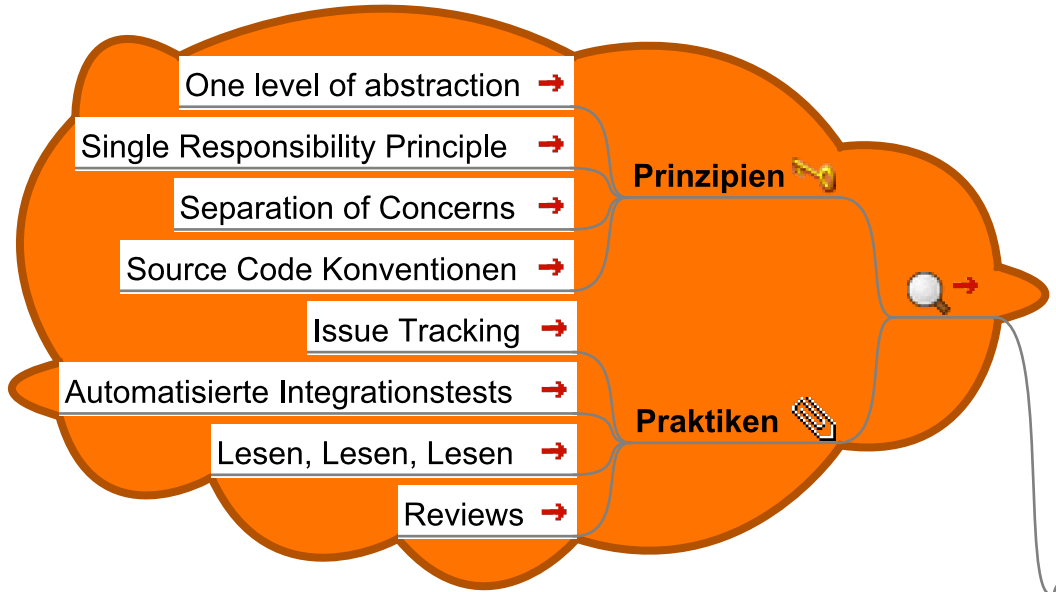 One level of abstraction
Single Responsibility Principle
Separation of Concerns
Source Code Konventionen
Prinzipien
Issue Tracking
Automatisierte Integrationstests
Lesen, Lesen, Lesen
Reviews
Praktiken